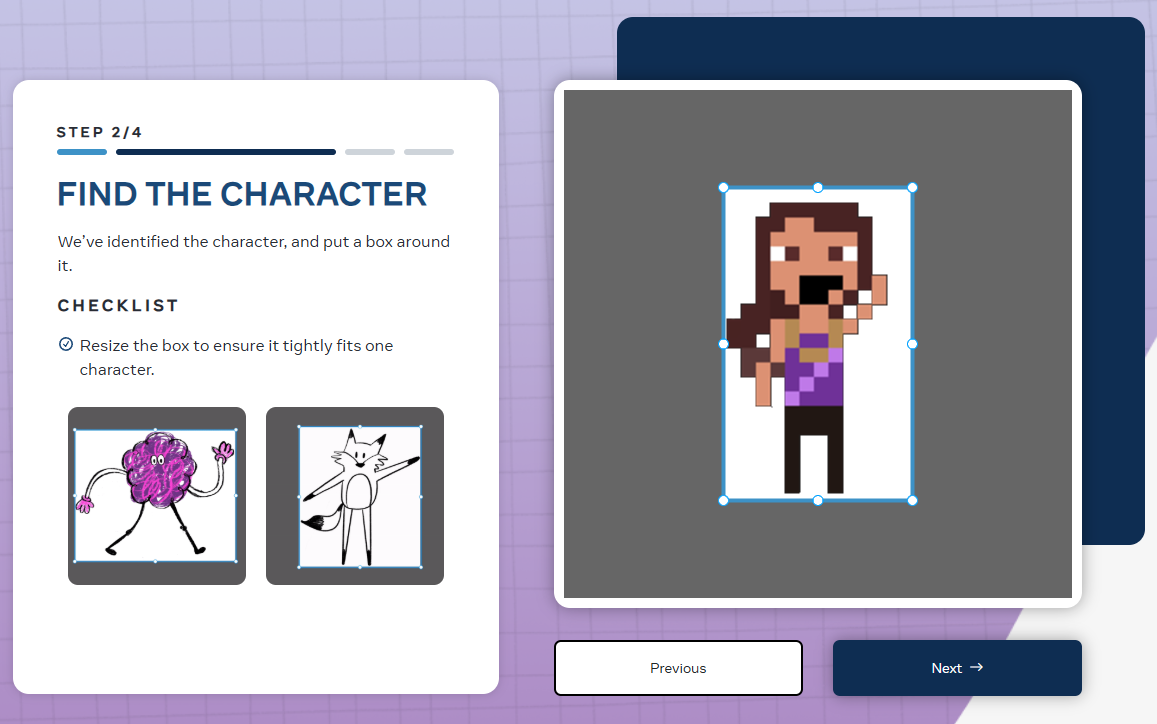 STEP 2/4
FIND THE CHARACTER
We’ve identified the character, and put a box around
it.
CHECKLIST
Resize the box to ensure it tightly fits one
character.
Previous
Next →